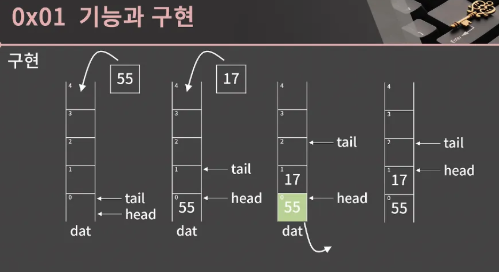 0x01 기능과 구현
구현
55
17
4 4 4 4
3 3 3 3
2 2 2 tail 2 tail
1 1 tail 1 17 1 17 head
0 tail 0 55 head 55 head 0 55
head
dat dat dat